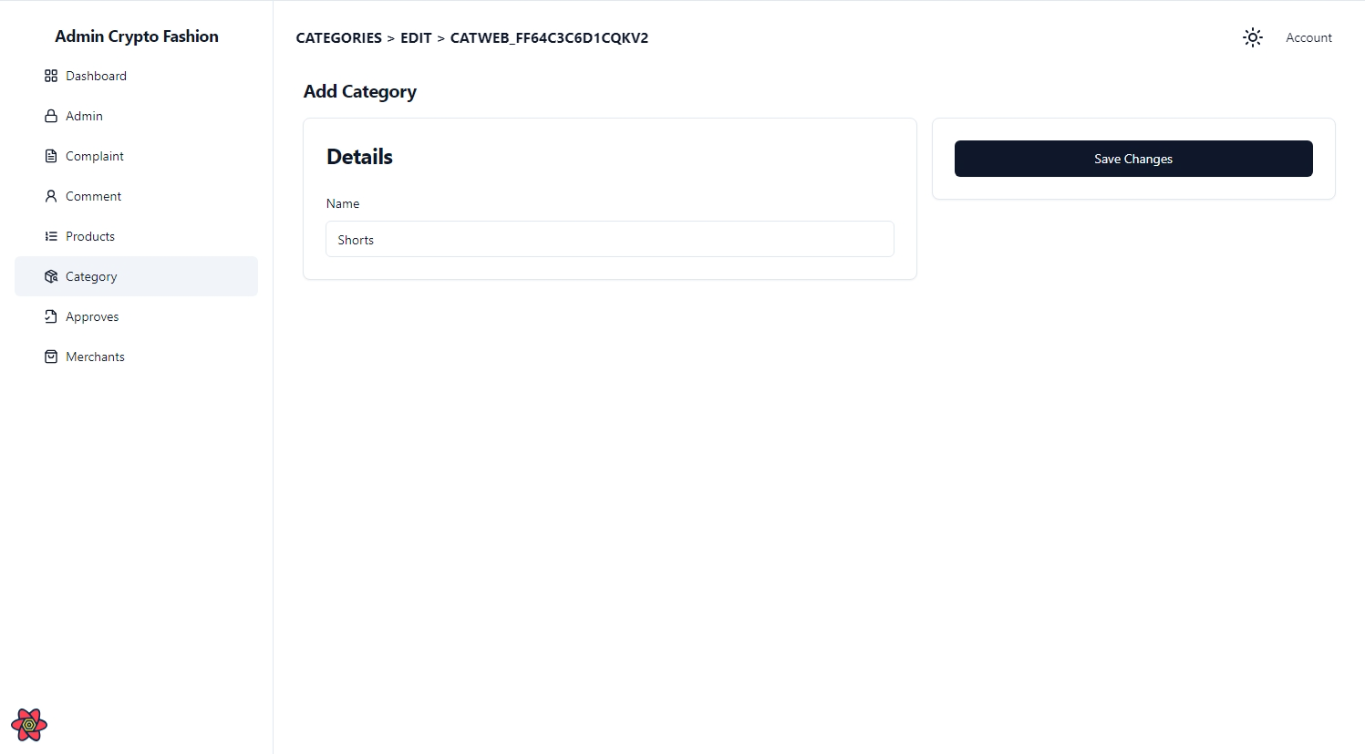 Admin Crypto Fashion
Dashboard
Admin
Complaint
Comment
Products
Category
Approves
Merchants
CATEGORIES > EDIT > CATWEB_FF64C3C6D1CQKV2
Account
Add Category
Details
Name
Shorts
Save Changes